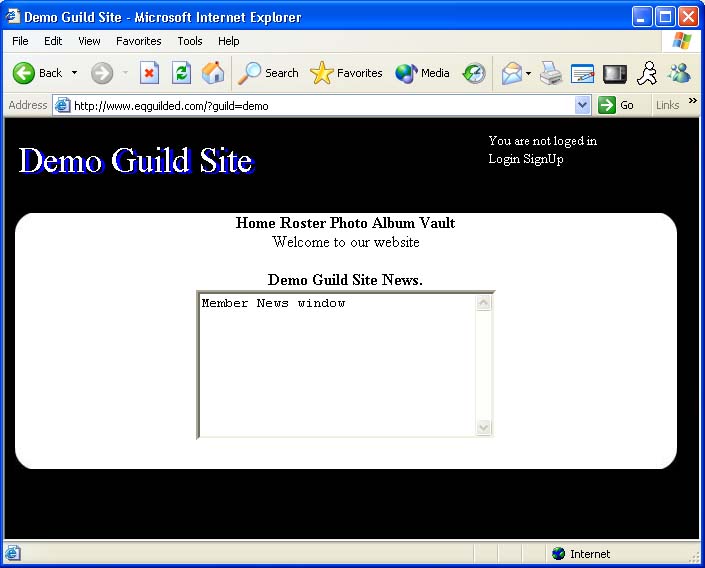 Demo Guild Site - Microsoft Internet Explorer
File Edit View Favorites Tools Help
Back Search Favorites Media
Address http://www.eqguilded.com/?guild=demo Go Links »
You are not loged in
Login SignUp
Demo Guild Site
Home Roster Photo Album Vault
Welcome to our website
Demo Guild Site News.
Member News window
Internet